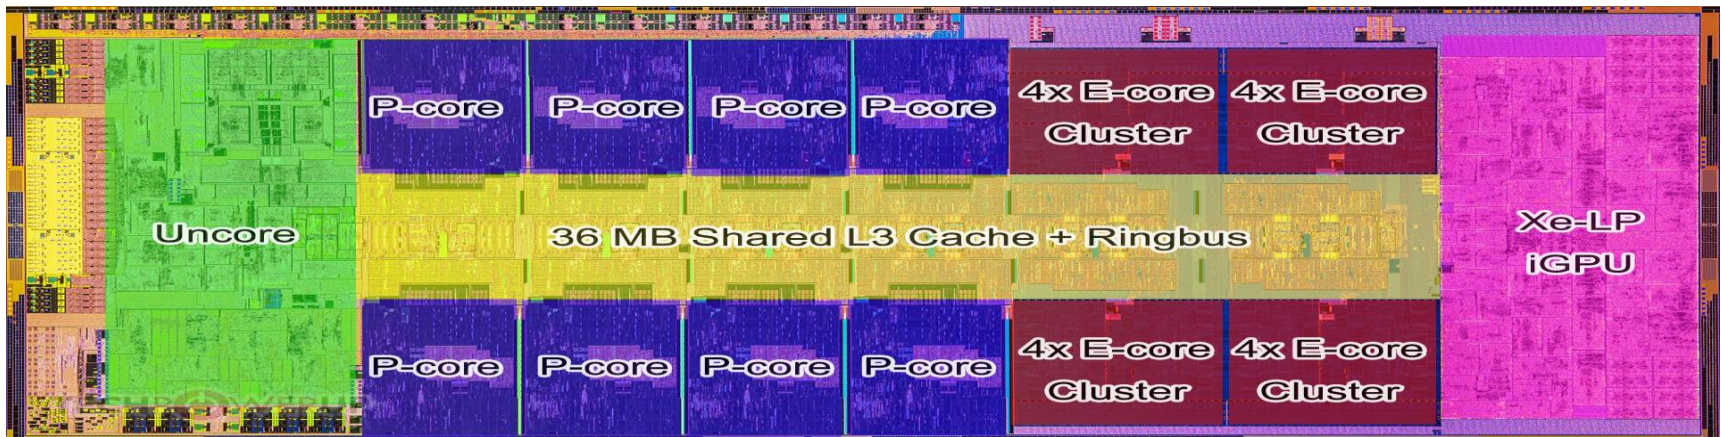 P-core
P-core
P-core
P-core
4x E-core
Cluster
4x E-core
Cluster
Uncore
36 MB Shared L3 Cache + Ringbus
Xe-LP
iGPU
P-core
P-core
P-core
P-core
4x E-core
Cluster
4x E-core
Cluster